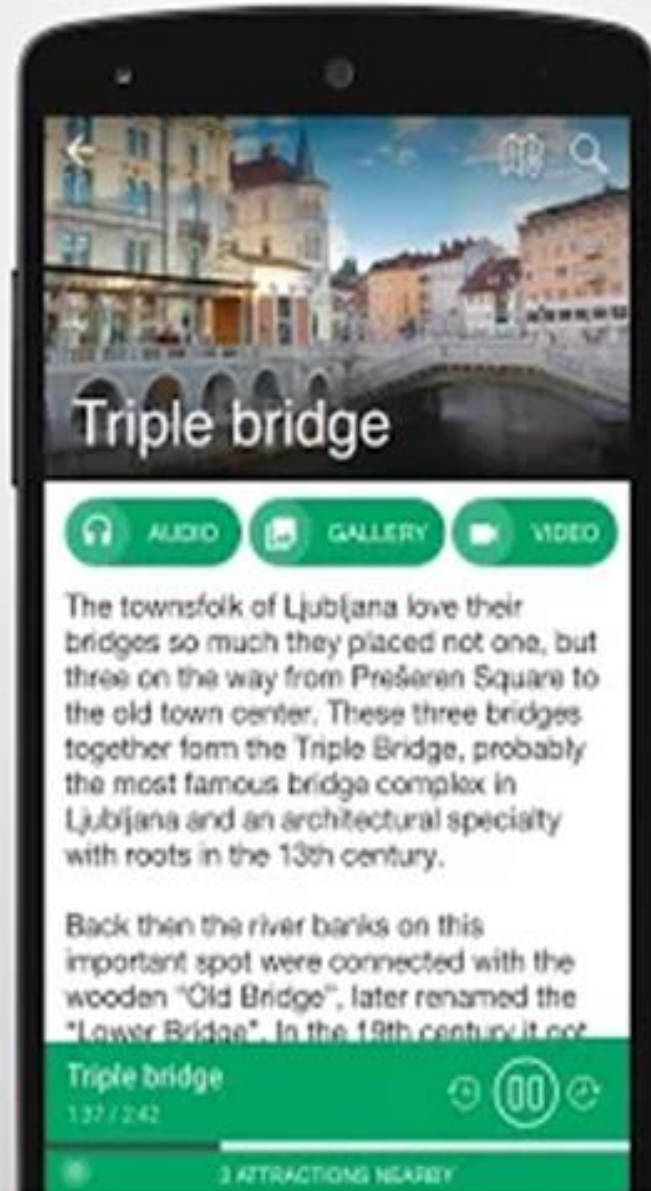 Triple bridge
AUDIO GALLERY VIDEO
The townsfolk of Ljubljana love their
bridges so much they placed not one, but
three on the way from Prešeren Square to
the old town center. These three bridges
together form the Triple Bridge, probably
the most famous bridge complex in
Ljubljana and an architectural specialty
with roots in the 13th century.
Back then the river banks on this
important spot were connected with the
wooden "Old Bridge", later renamed the
"Lower Bridge". In the 19th century it got
Triple bridge
1:37 / 2:42
3 ATTRACTIONS NEARBY